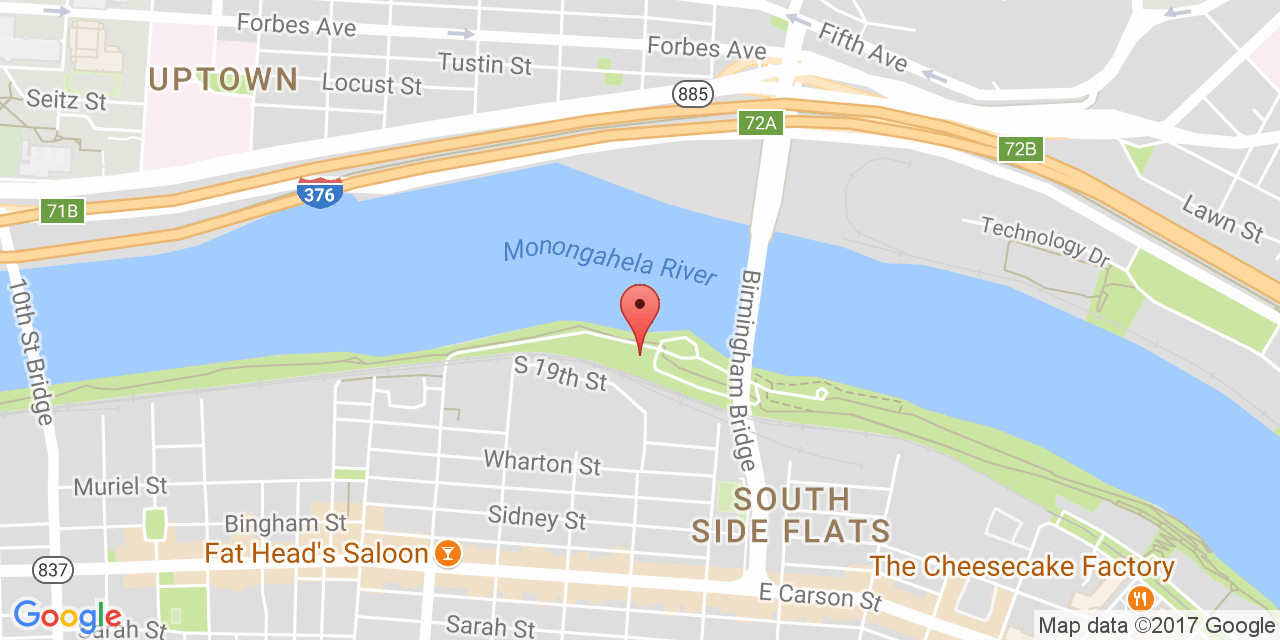 Forbes Ave
Forbes Ave
Fifth Ave
Tustin St
UPTOWN
Locust St
Seitz St
885
72A
72B
376
71B
Lawn St
Technology Dr
Monongahela River
10th St Bridge
Birmingham Bridge
S 19th St
Wharton St
Muriel St
SOUTH
SIDE FLATS
Sidney St
Bingham St
Fat Head's Saloon
837
The Cheesecake Factory
E Carson St
Google
Sarah St
Sarah St
Map data ©2017 Google